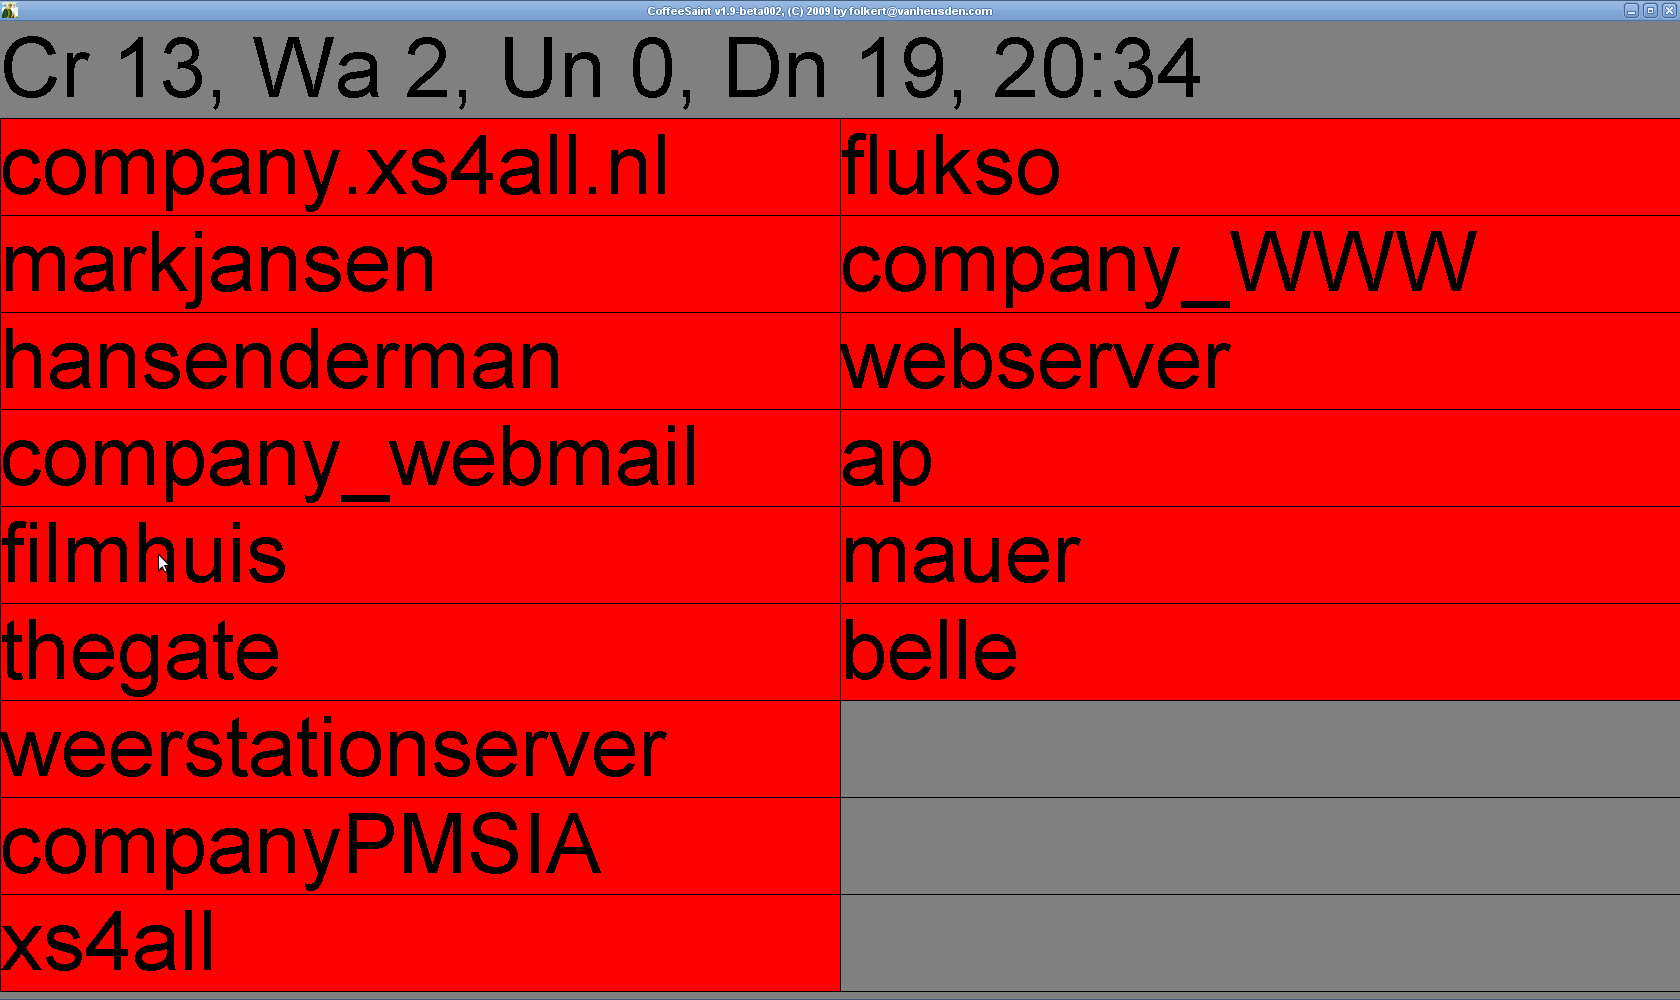 CoffeeSaint v1.9-beta002, (C) 2009 by folkert@vanheusden.com
Cr 13, Wa 2, Un 0, Dn 19, 20:34
company.xs4all.nl
flukso
markjansen
company_WWW
hansenderman
webserver
company_webmail
ap
filmhuis
mauer
thegate
belle
weerstationserver
companyPMSIA
xs4all